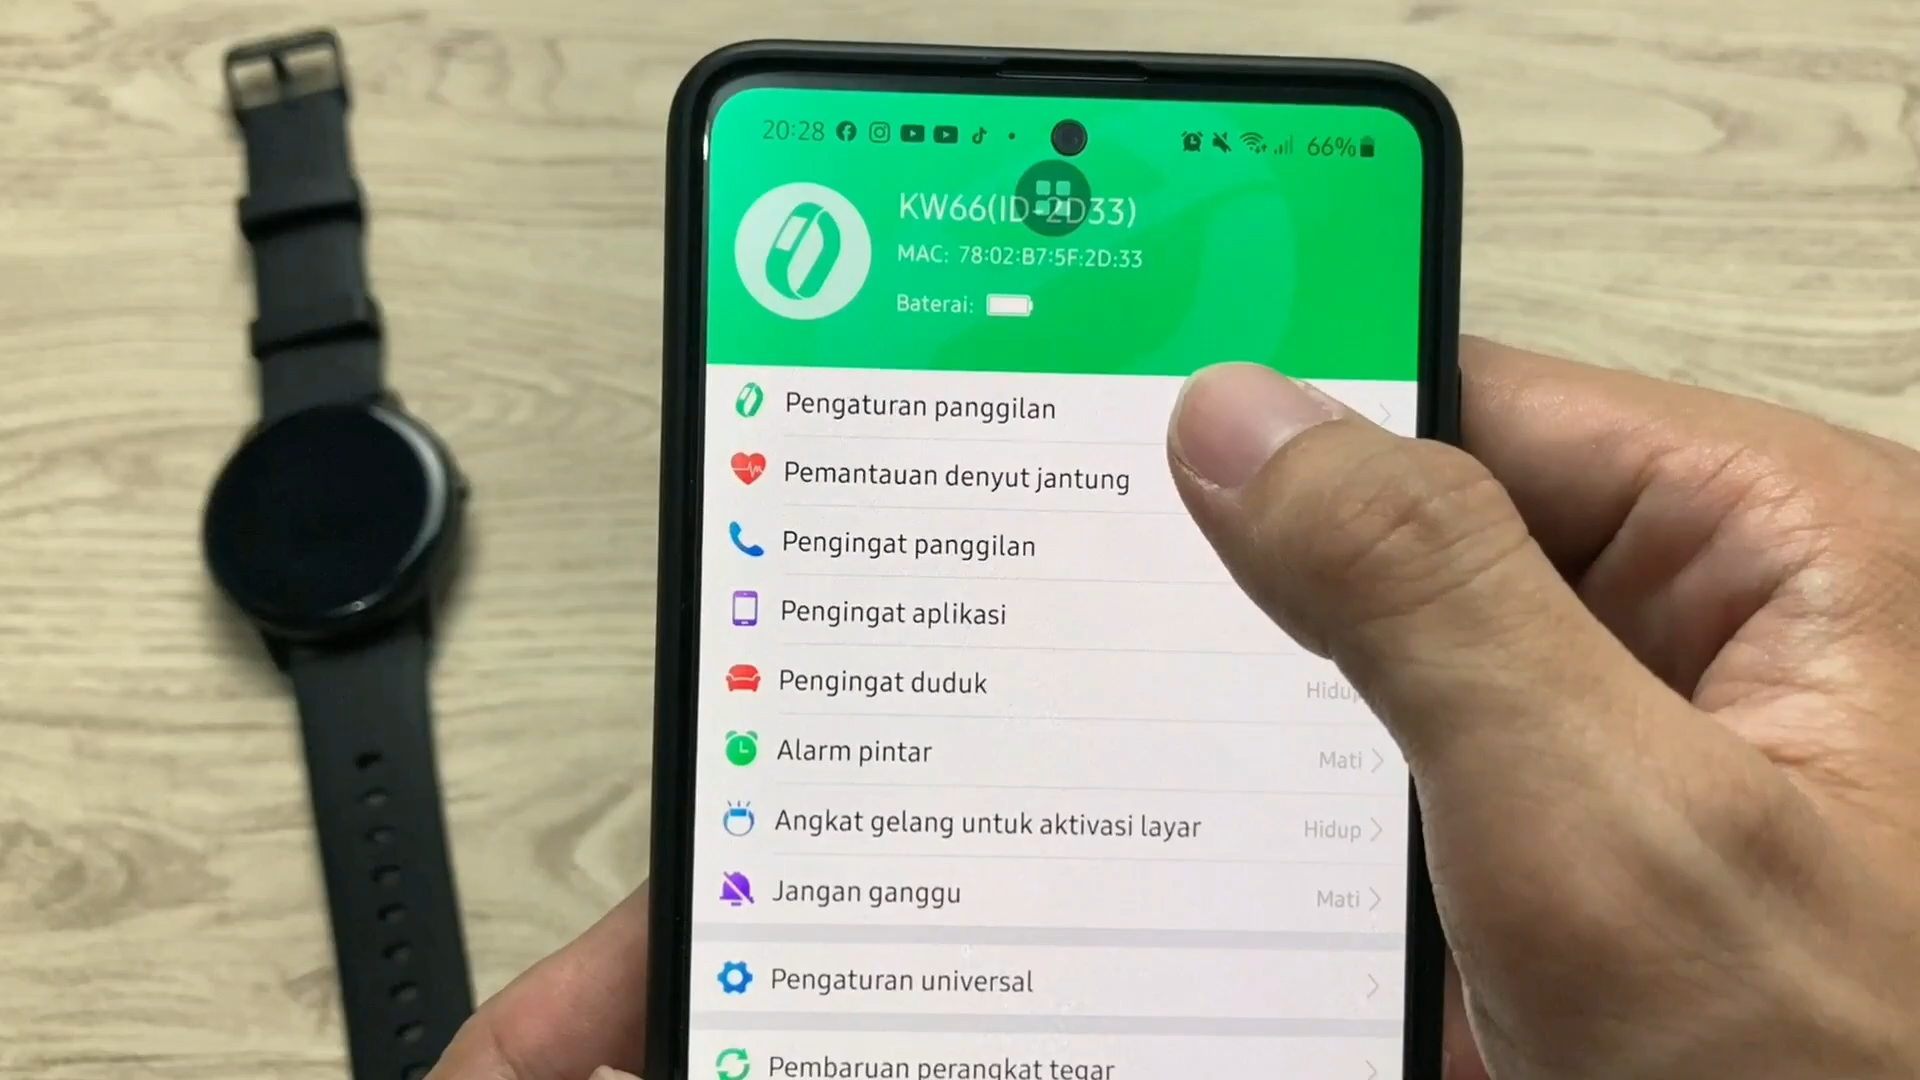 20:28
66%
KW66(ID-2D33)
MAC: 78:02:B7:5F:2D:33
Baterai:
Pengaturan panggilan
Pemantauan denyut jantung
Pengingat panggilan
Pengingat aplikasi
Pengingat duduk
Hidup
Alarm pintar
Mati
Angkat gelang untuk aktivasi layar
Hidup
Jangan ganggu
Mati
Pengaturan universal
Pembaruan perangkat tegar